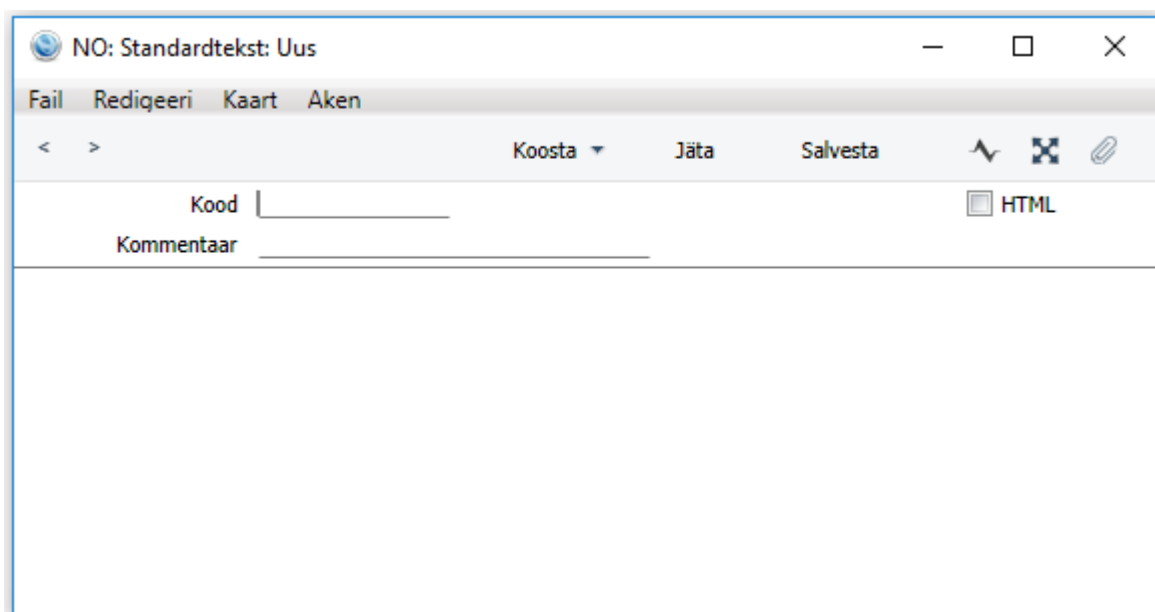 NO: Standardtekst: Uus
Fail Redigeeri Kaart Aken
< > Koosta Jäta Salvesta
Kood HTML
Kommentaar